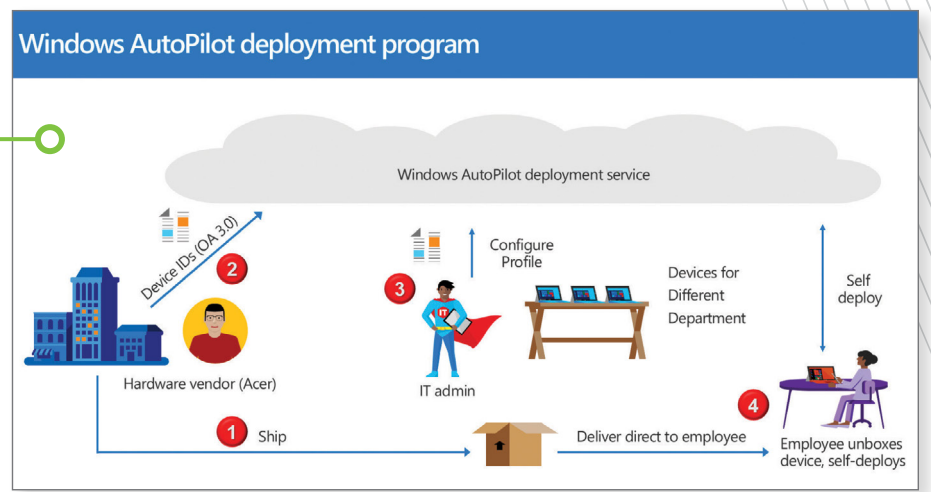 Windows AutoPilot deployment program
Windows AutoPilot deployment service
Device IDs (OA 3.0)
2
Hardware vendor (Acer)
1
Ship
3
Configure
Profile
IT
IT admin
Devices for
Different
Department
Self
deploy
4
Deliver direct to employee
Employee unboxes
device, self-deploys